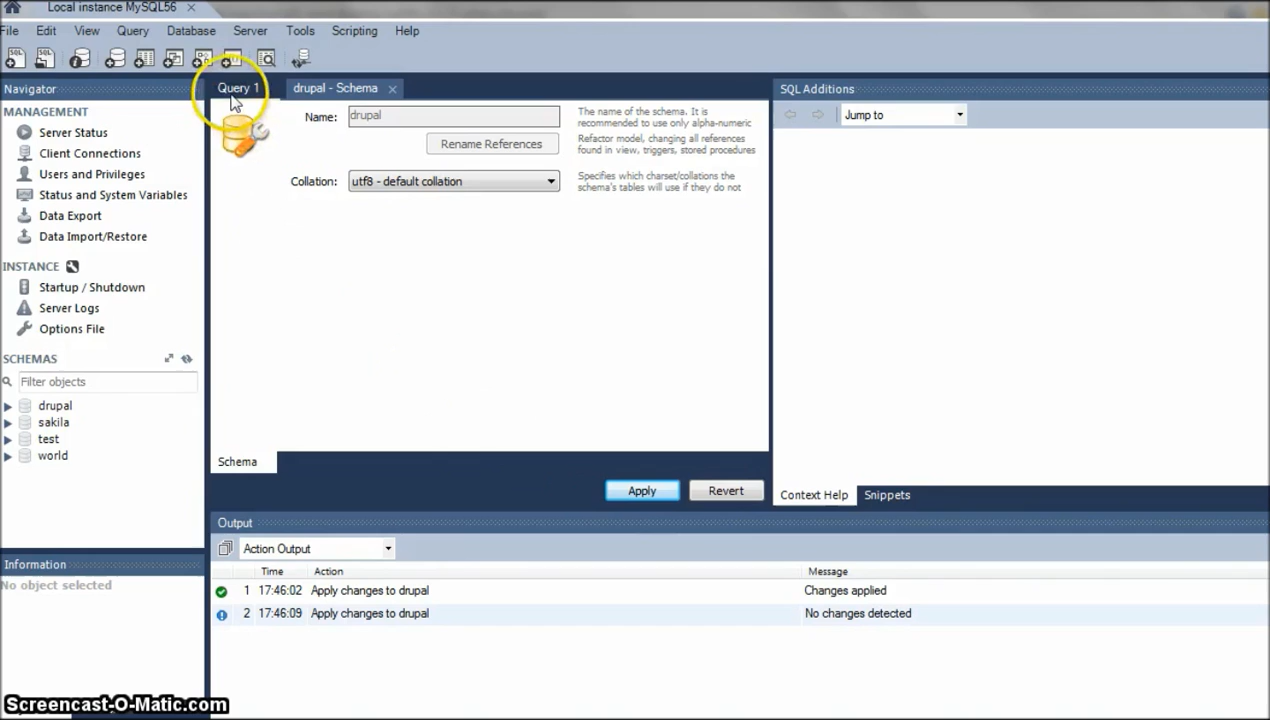 Local instance MySQL56
File Edit View Query Database Server Tools Scripting Help
Navigator
MANAGEMENT
Server Status
Client Connections
Users and Privileges
Status and System Variables
Data Export
Data Import/Restore
INSTANCE
Startup / Shutdown
Server Logs
Options File
SCHEMAS
Filter objects
drupal
sakila
test
world
Information
No object selected
Query 1
drupal - Schema
Name: drupal
The name of the schema. It is
recommended to use only alpha-numeric
Rename References
Refactor model, changing all references
found in view, triggers, stored procedures
Collation: utf8 - default collation
Specifies which charset/collations the
schema's tables will use if they do not
Schema
Apply Revert
SQL Additions
Jump to
Context Help Snippets
Output
Action Output
Time Action Message
1 17:46:02 Apply changes to drupal Changes applied
2 17:46:09 Apply changes to drupal No changes detected
Screencast-O-Matic.com